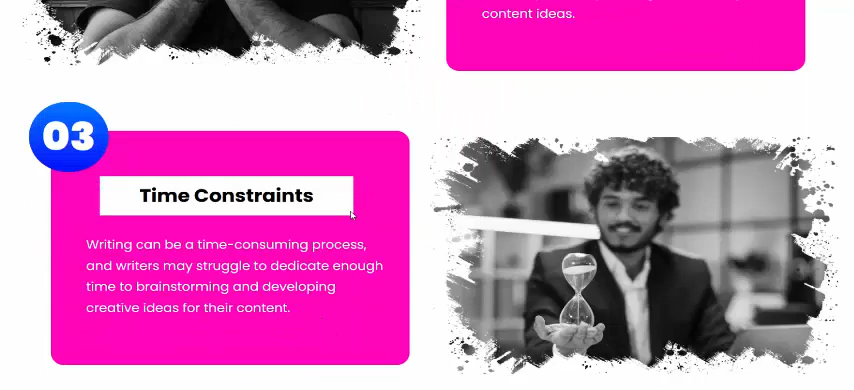 content ideas.
03
Time Constraints
Writing can be a time-consuming process,
and writers may struggle to dedicate enough
time to brainstorming and developing
creative ideas for their content.